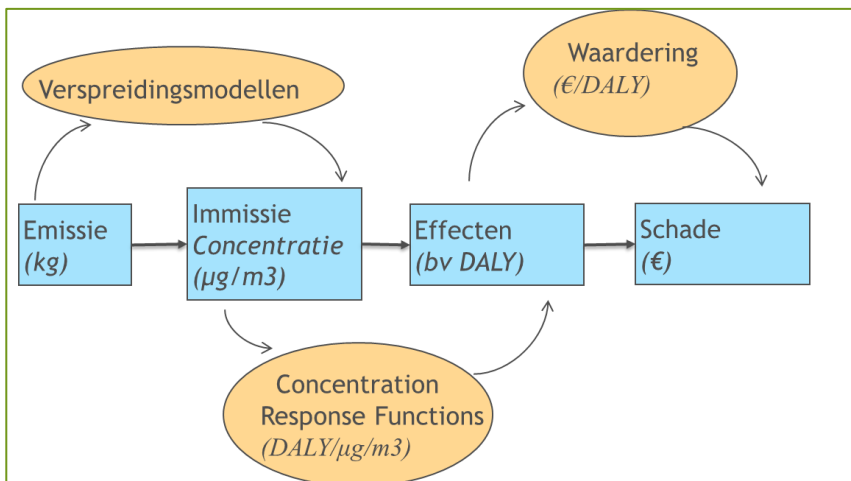 Waardering
(€/DALY)
Verspreidingsmodellen
Emissie
(kg)
Immissie
Concentratie
(µg/m3)
Effecten
(bv DALY)
Schade
(€)
Concentration
Response Functions
(DALY/µg/m3)